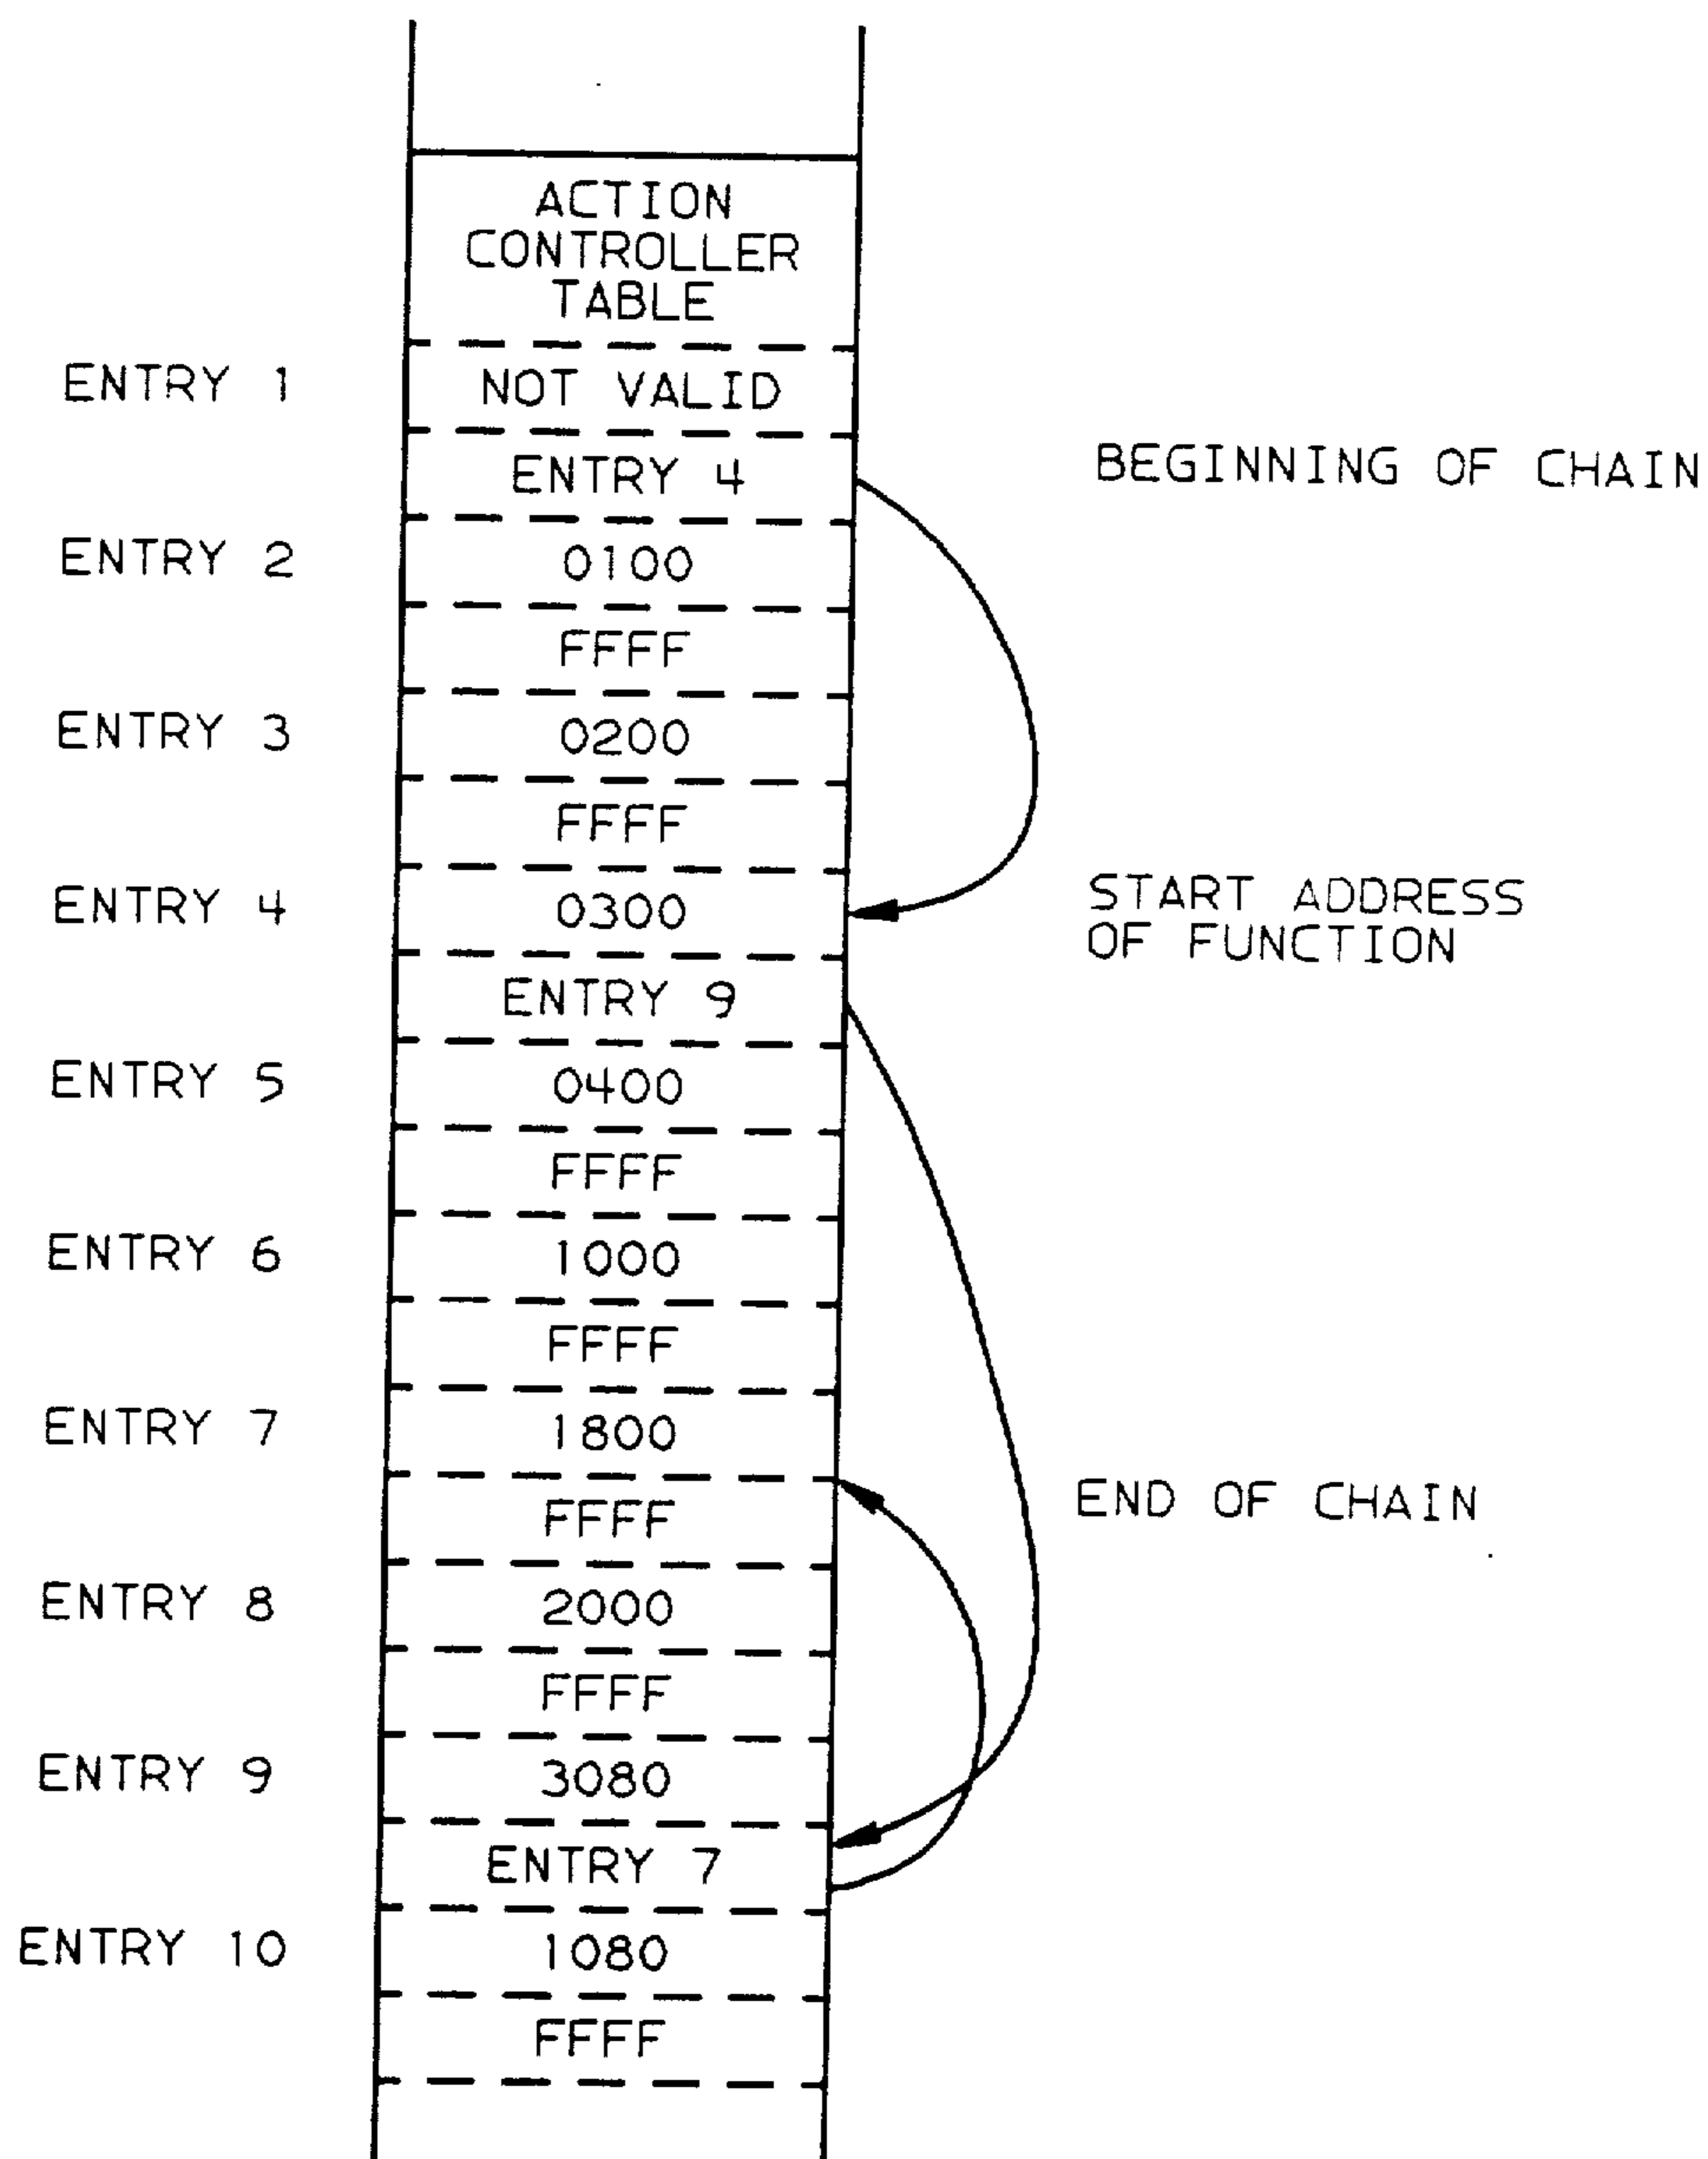 ACTION
CONTROLLER
TABLE
ENTRY 1 NOT VALID
ENTRY 4 BEGINNING OF CHAIN
ENTRY 2 0100
FFFF
ENTRY 3 0200
FFFF
ENTRY 4 0300 START ADDRESS
OF FUNCTION
ENTRY 9
ENTRY 5 0400
FFFF
ENTRY 6 1000
FFFF
ENTRY 7 1800
FFFF END OF CHAIN
ENTRY 8 2000
FFFF
ENTRY 9 3080
ENTRY 7
ENTRY 10 1080
FFFF